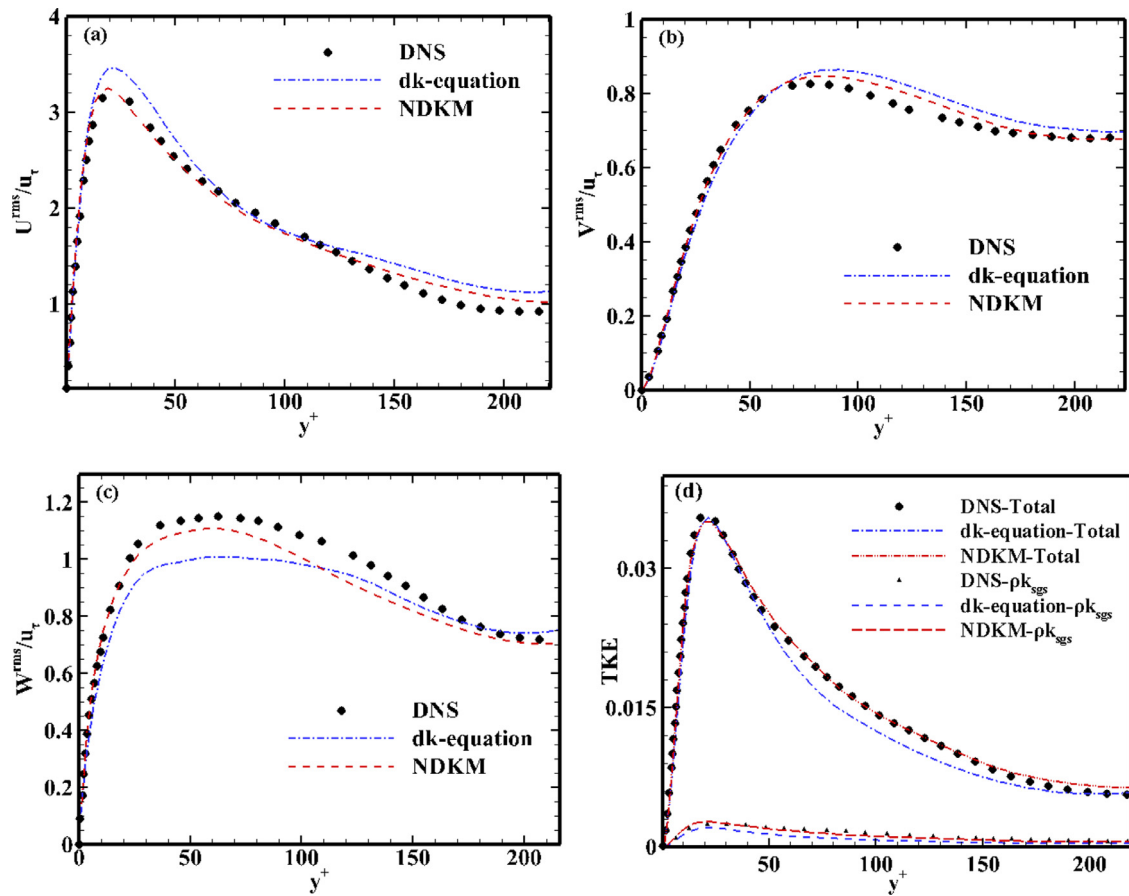 (a)
DNS
dk-equation
NDKM
U^rms/u_τ
4
3
2
1
50
100
150
200
y^+
(b)
DNS
dk-equation
NDKM
V^rms/u_τ
1
0.8
0.6
0.4
0.2
0
0
50
100
150
200
y^+
(c)
DNS
dk-equation
NDKM
W^rms/u_τ
1.2
1
0.8
0.6
0.4
0.2
0
0
50
100
150
200
y^+
(d)
DNS-Total
dk-equation-Total
NDKM-Total
DNS-ρk_sgs
dk-equation-ρk_sgs
NDKM-ρk_sgs
TKE
0.03
0.015
0
50
100
150
200
y^+